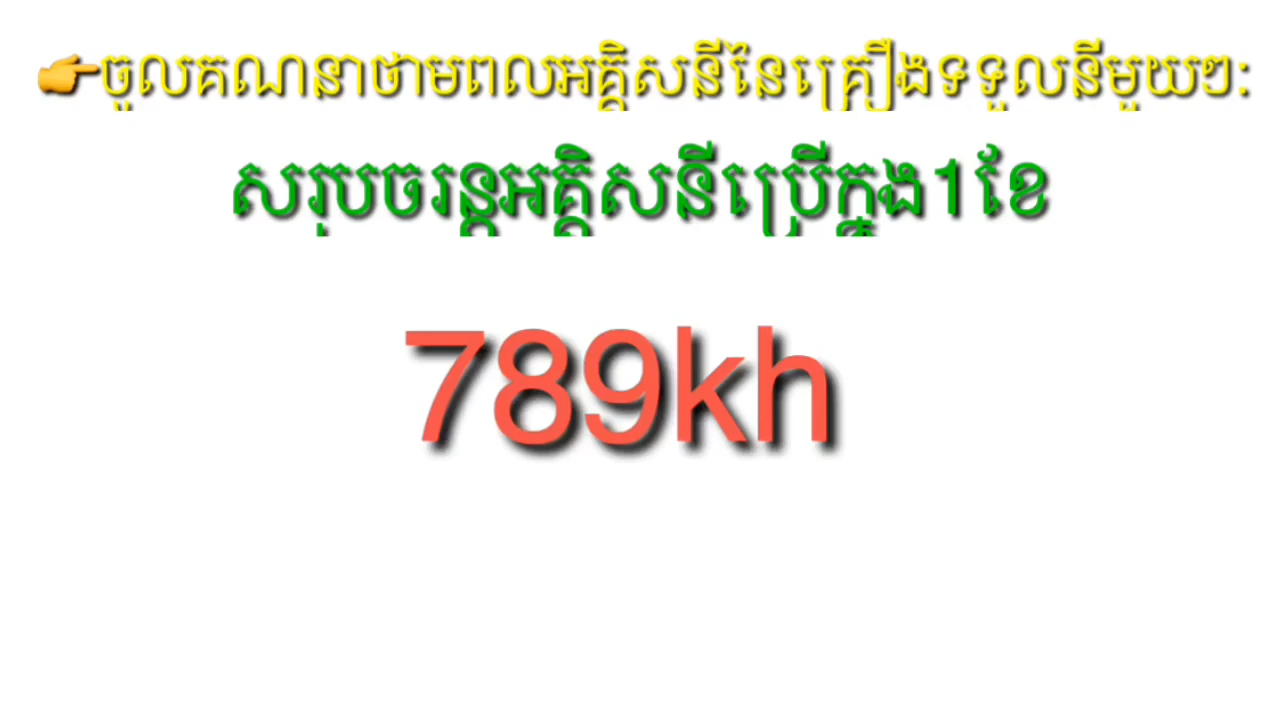 👉ចូលគណនាថាមពលអគ្គិសនីនៃគ្រឿងទទួលនីមួយៗ:
សរុបចរន្តអគ្គិសនីប្រើក្នុង1ខែ
789kh